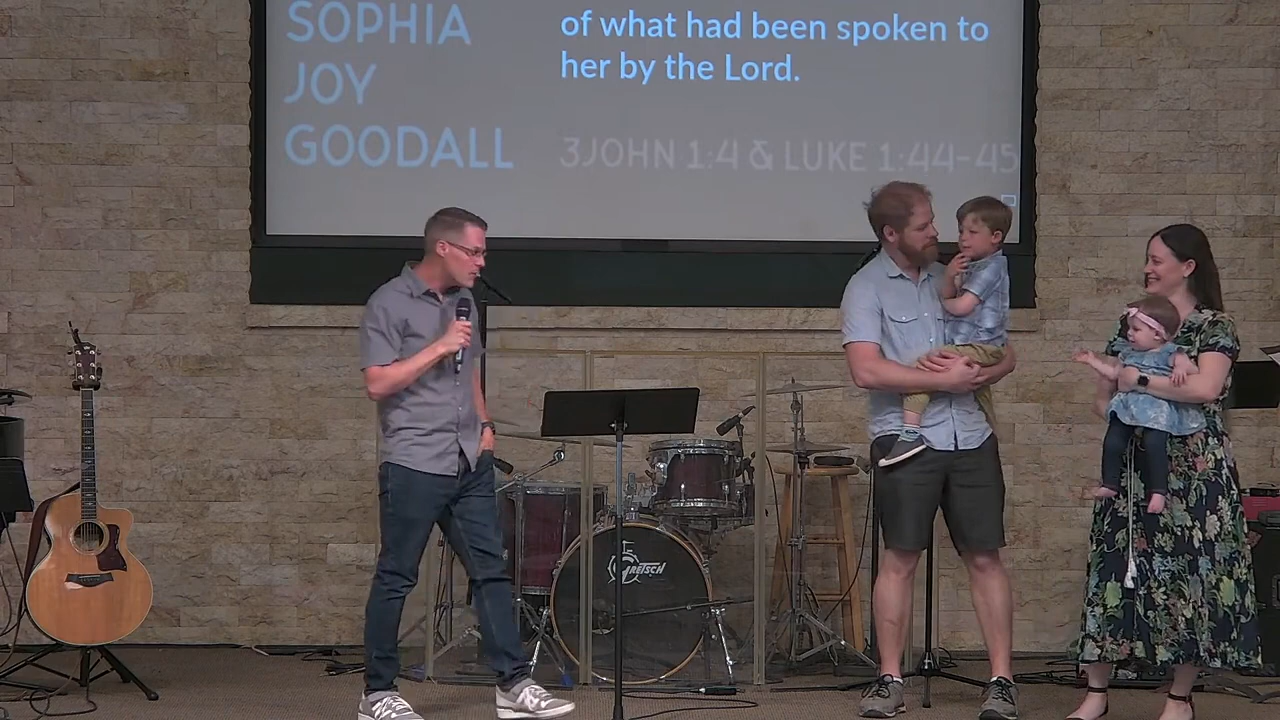 SOPHIA
JOY
GOODALL
of what had been spoken to
her by the Lord.
3JOHN 1:4 & LUKE 1:44-45
GRETSCH